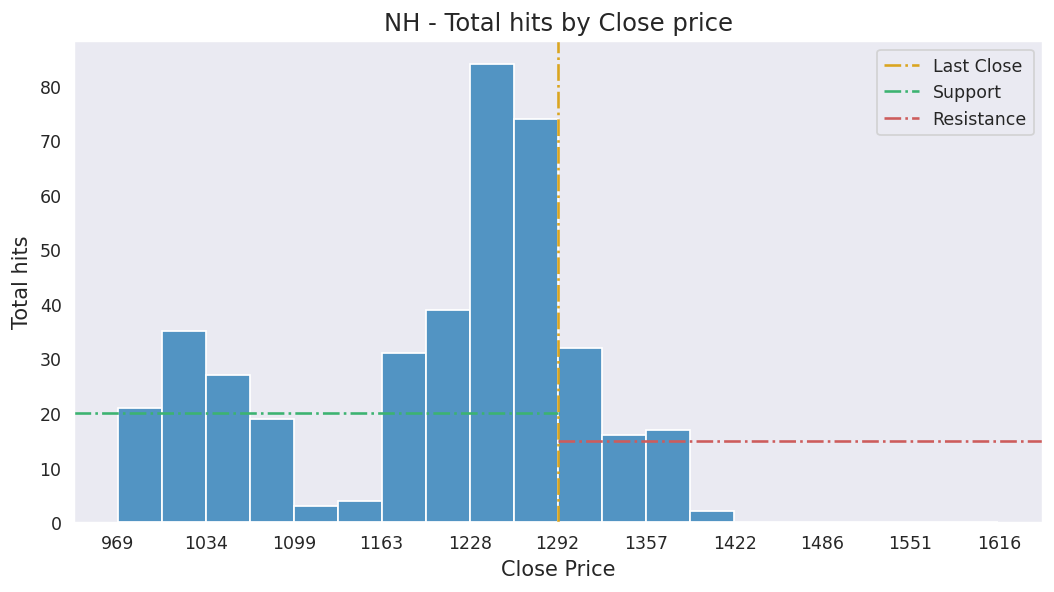 NH - Total hits by Close price
Last Close
Support
Resistance
Total hits
80
70
60
50
40
30
20
10
0
969 1034 1099 1163 1228 1292 1357 1422 1486 1551 1616
Close Price